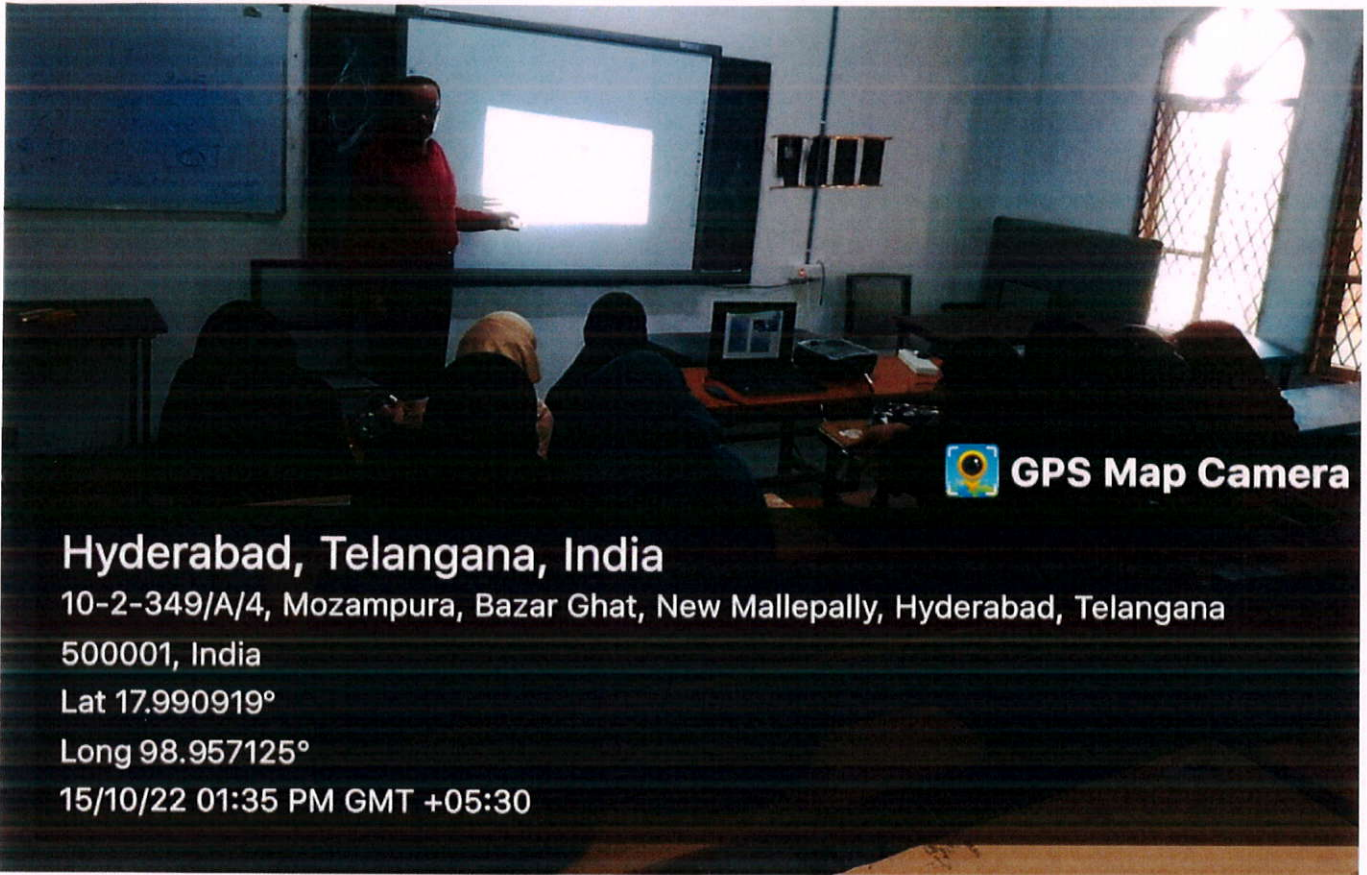 GPS Map Camera
Hyderabad, Telangana, India
10-2-349/A/4, Mozampura, Bazar Ghat, New Mallepally, Hyderabad, Telangana
500001, India
Lat 17.990919°
Long 98.957125°
15/10/22 01:35 PM GMT +05:30